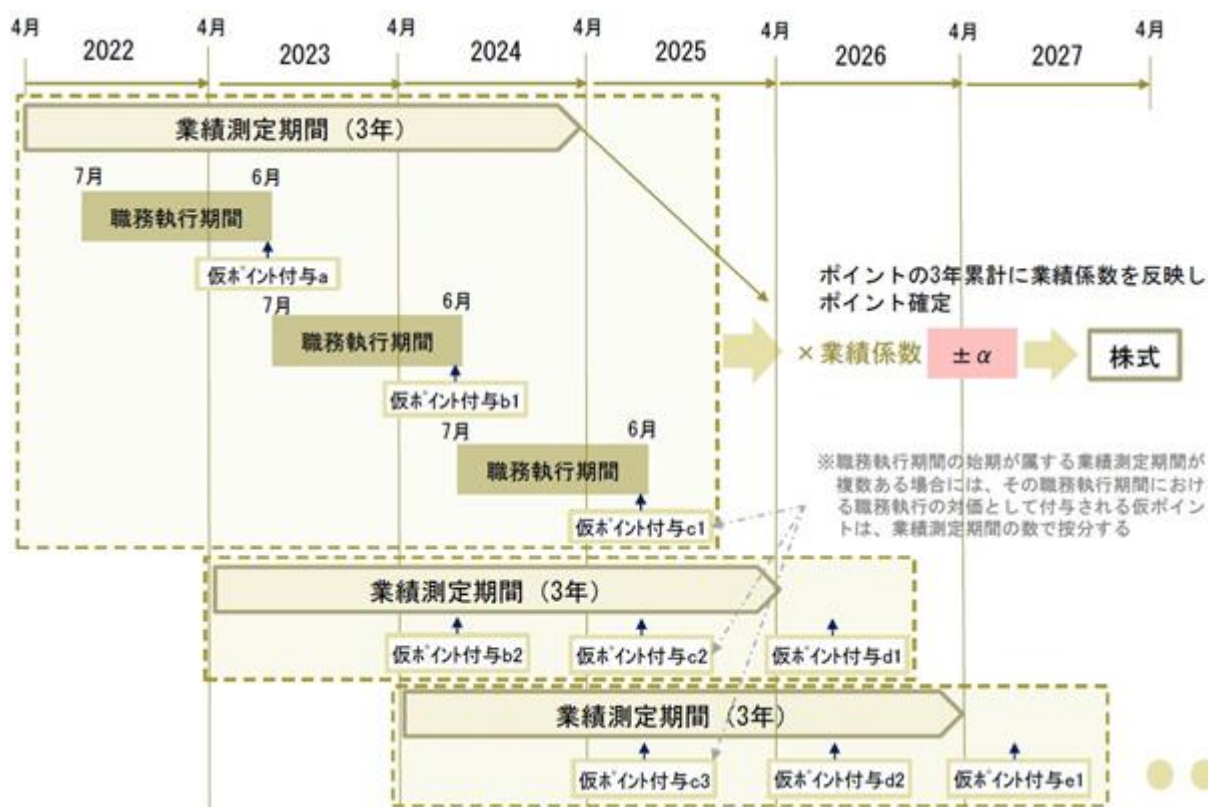 4月
4月
4月
4月
4月
4月
4月
2022
2023
2024
2025
2026
2027
業績測定期間（3年）
7月
6月
職務執行期間
仮ﾎﾟｲﾝﾄ付与a
7月
6月
職務執行期間
仮ﾎﾟｲﾝﾄ付与b1
7月
6月
職務執行期間
仮ﾎﾟｲﾝﾄ付与c1
ポイントの3年累計に業績係数を反映し
ポイント確定
×業績係数
±α
株式
※職務執行期間の始期が属する業績測定期間が
複数ある場合には、その職務執行期間におけ
る職務執行の対価として付与される仮ポイン
トは、業績測定期間の数で按分する
業績測定期間（3年）
仮ﾎﾟｲﾝﾄ付与b2
仮ﾎﾟｲﾝﾄ付与c2
仮ﾎﾟｲﾝﾄ付与d1
業績測定期間（3年）
仮ﾎﾟｲﾝﾄ付与c3
仮ﾎﾟｲﾝﾄ付与d2
仮ﾎﾟｲﾝﾄ付与e1